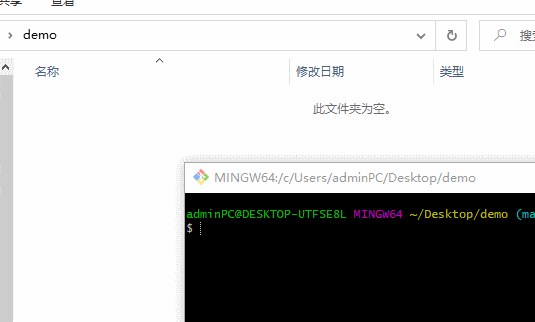 共享 查看
demo
搜索
名称 修改日期 类型
此文件夹为空。
MINGW64:/c/Users/adminPC/Desktop/demo
adminPC@DESKTOP-UTFSE8L MINGW64 ~/Desktop/demo (ma
$